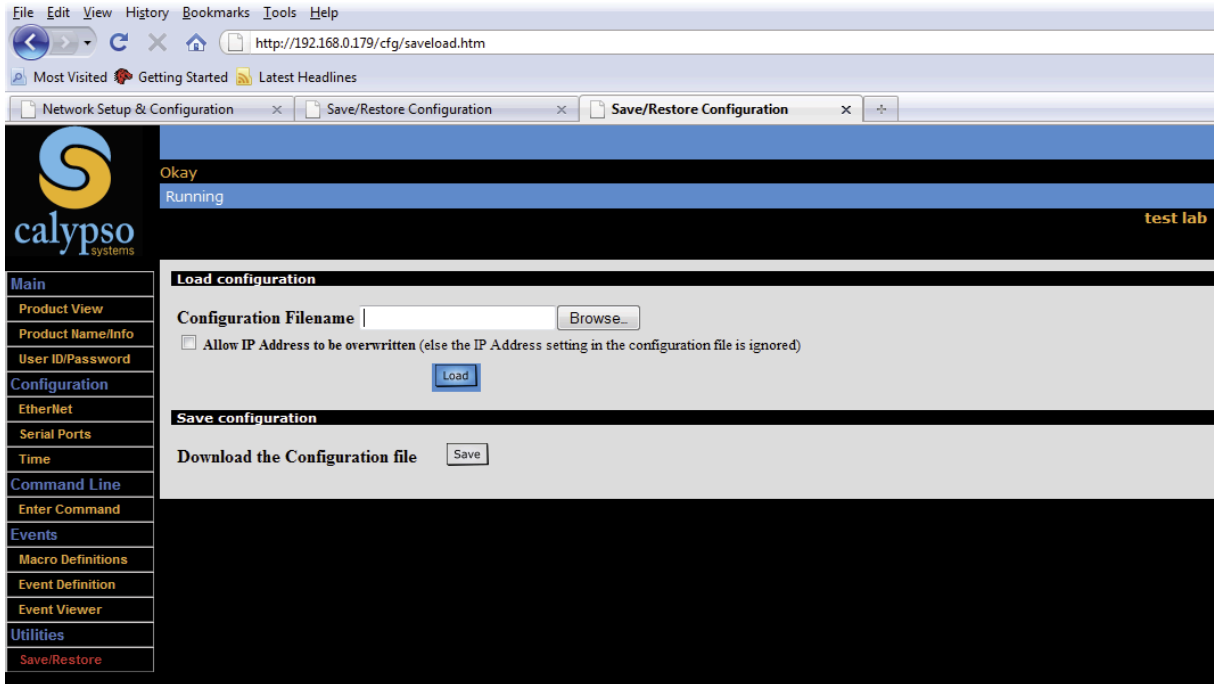 File Edit View History Bookmarks Tools Help
http://192.168.0.179/cfg/saveload.htm
Most Visited Getting Started Latest Headlines
Network Setup & Configuration Save/Restore Configuration Save/Restore Configuration
Okay
Running
test lab
calypso
systems
Main
Product View
Product Name/Info
User ID/Password
Configuration
EtherNet
Serial Ports
Time
Command Line
Enter Command
Events
Macro Definitions
Event Definition
Event Viewer
Utilities
Save/Restore
Load configuration
Configuration Filename Browse...
Allow IP Address to be overwritten (else the IP Address setting in the configuration file is ignored)
Load
Save configuration
Download the Configuration file Save